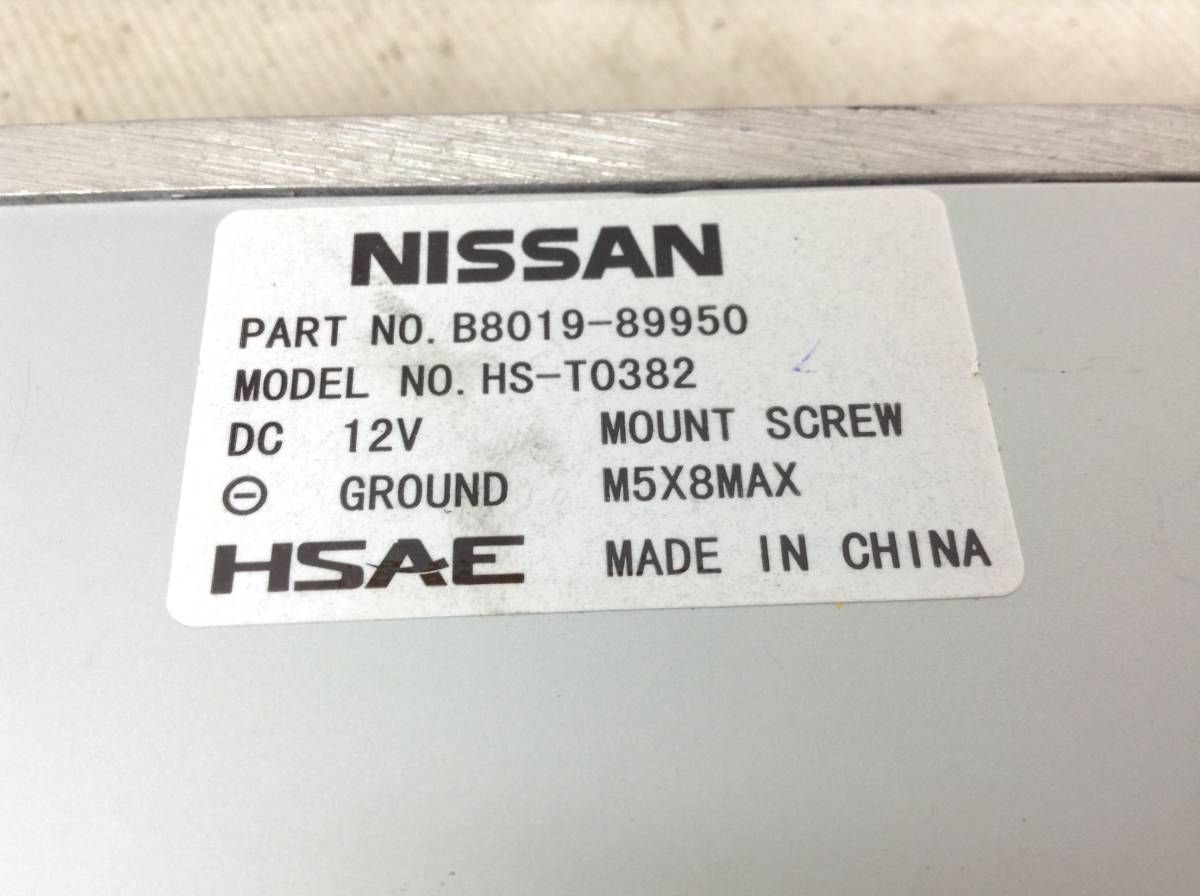 NISSAN
PART NO. B8019-89950
MODEL NO. HS-T0382
DC 12V MOUNT SCREW
⊖ GROUND M5X8MAX
HSAE MADE IN CHINA